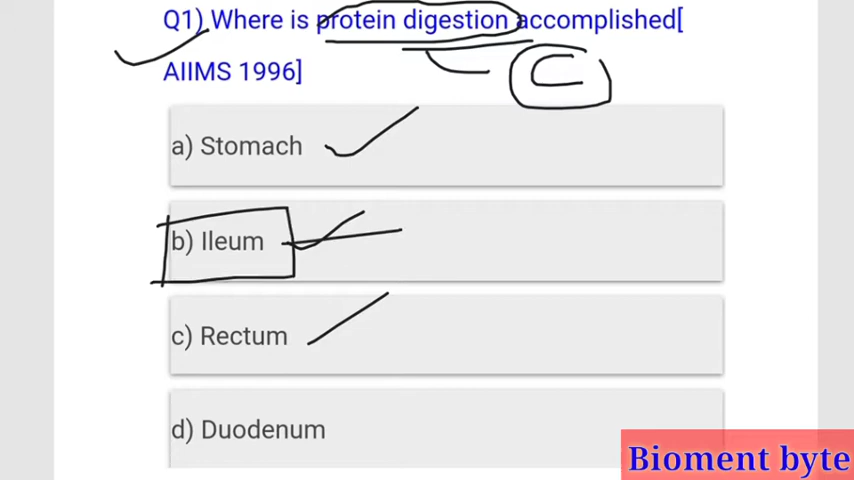 Q1) Where is protein digestion accomplished[
C
AIIMS 1996]
a) Stomach
b) Ileum
c) Rectum
d) Duodenum
Bioment byte